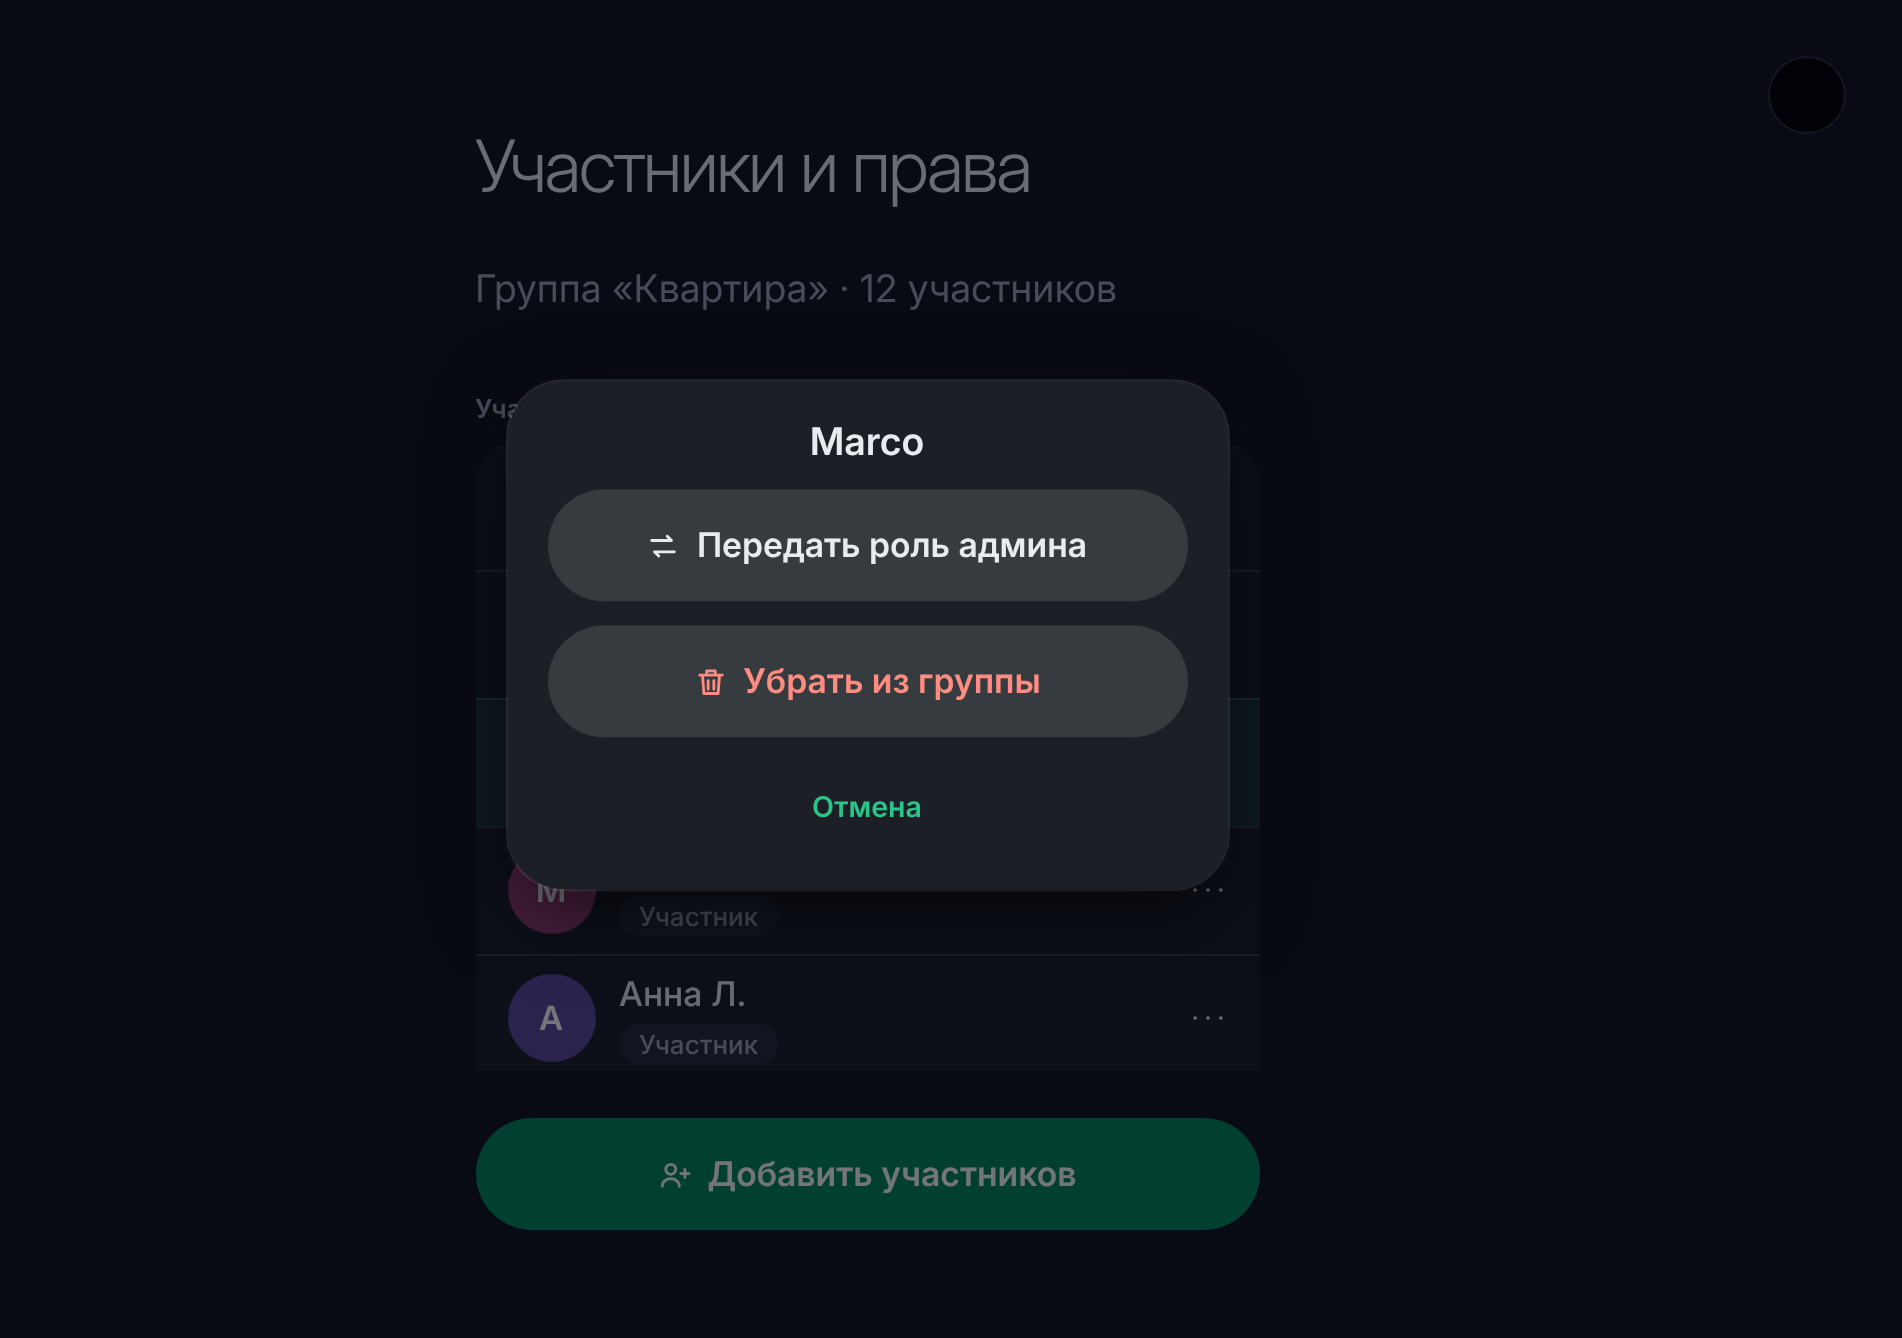 Участники и права
Группа «Квартира» · 12 участников
Marco
Передать роль админа
Убрать из группы
Отмена
М
Участник
...
А
Анна Л.
Участник
...
Добавить участников